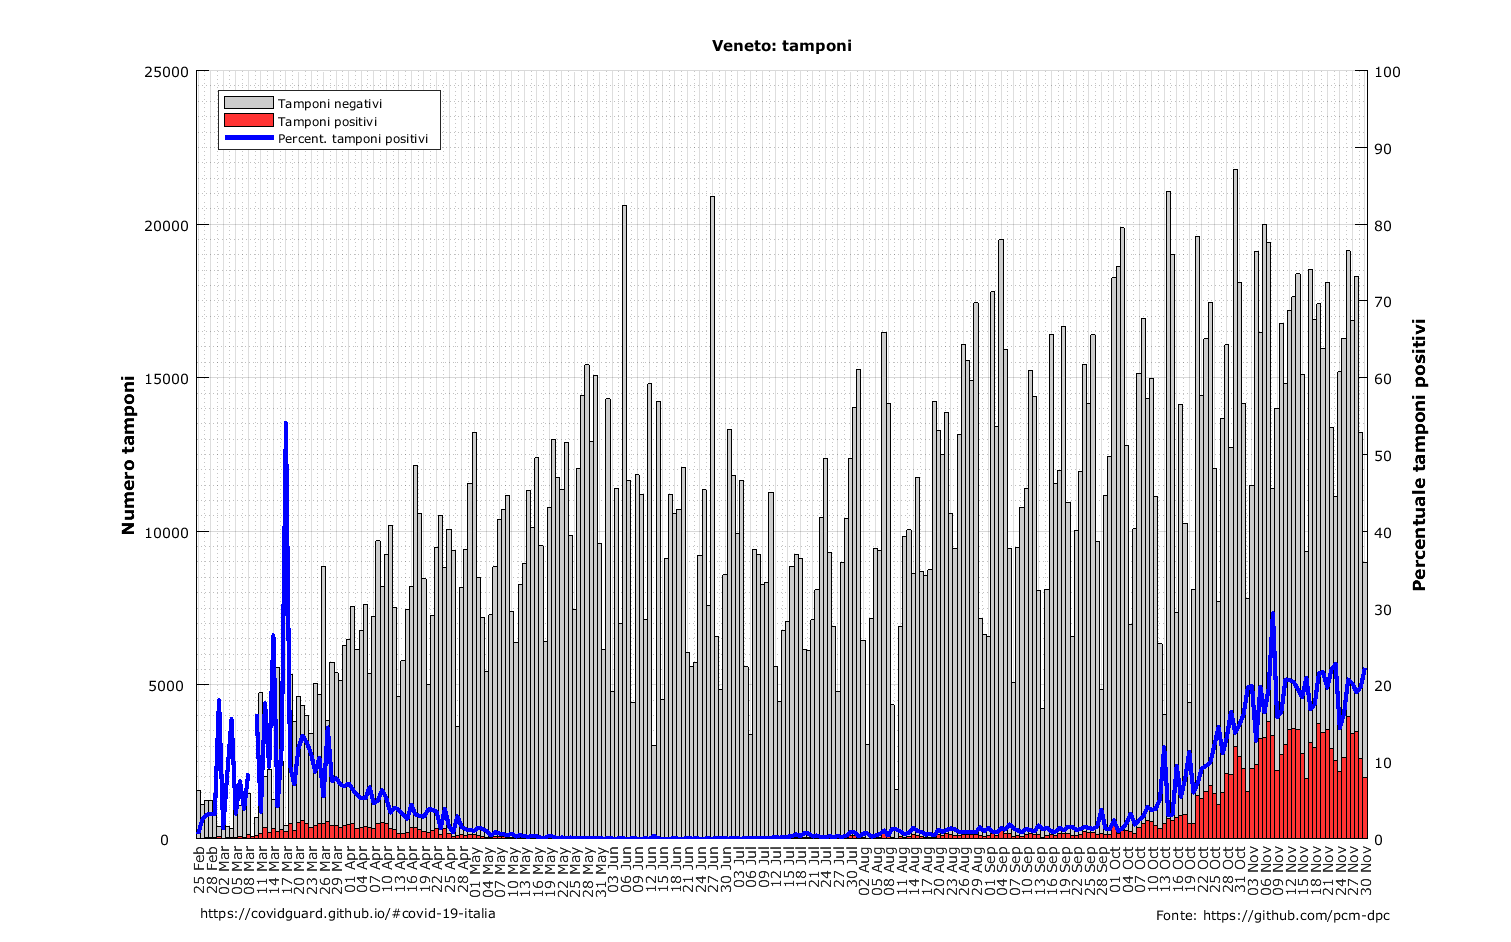 Veneto: tamponi
25000
20000
15000
10000
5000
0
Numero tamponi
Tamponi negativi
Tamponi positivi
Percent. tamponi positivi
100
90
80
70
60
50
40
30
20
10
0
Percentuale tamponi positivi
25 Feb
28 Feb
02 Mar
05 Mar
08 Mar
11 Mar
14 Mar
17 Mar
20 Mar
23 Mar
26 Mar
29 Mar
01 Apr
04 Apr
07 Apr
10 Apr
13 Apr
16 Apr
19 Apr
22 Apr
25 Apr
28 Apr
01 May
04 May
07 May
10 May
13 May
16 May
19 May
22 May
25 May
28 May
31 May
03 Jun
06 Jun
09 Jun
12 Jun
15 Jun
18 Jun
21 Jun
24 Jun
27 Jun
30 Jun
03 Jul
06 Jul
09 Jul
12 Jul
15 Jul
18 Jul
21 Jul
24 Jul
27 Jul
30 Jul
02 Aug
05 Aug
08 Aug
11 Aug
14 Aug
17 Aug
20 Aug
23 Aug
26 Aug
29 Aug
01 Sep
04 Sep
07 Sep
10 Sep
13 Sep
16 Sep
19 Sep
22 Sep
25 Sep
28 Sep
01 Oct
04 Oct
07 Oct
10 Oct
13 Oct
16 Oct
19 Oct
22 Oct
25 Oct
28 Oct
31 Oct
03 Nov
06 Nov
09 Nov
12 Nov
15 Nov
18 Nov
21 Nov
24 Nov
27 Nov
30 Nov
https://covidguard.github.io/#covid-19-italia
Fonte: https://github.com/pcm-dpc